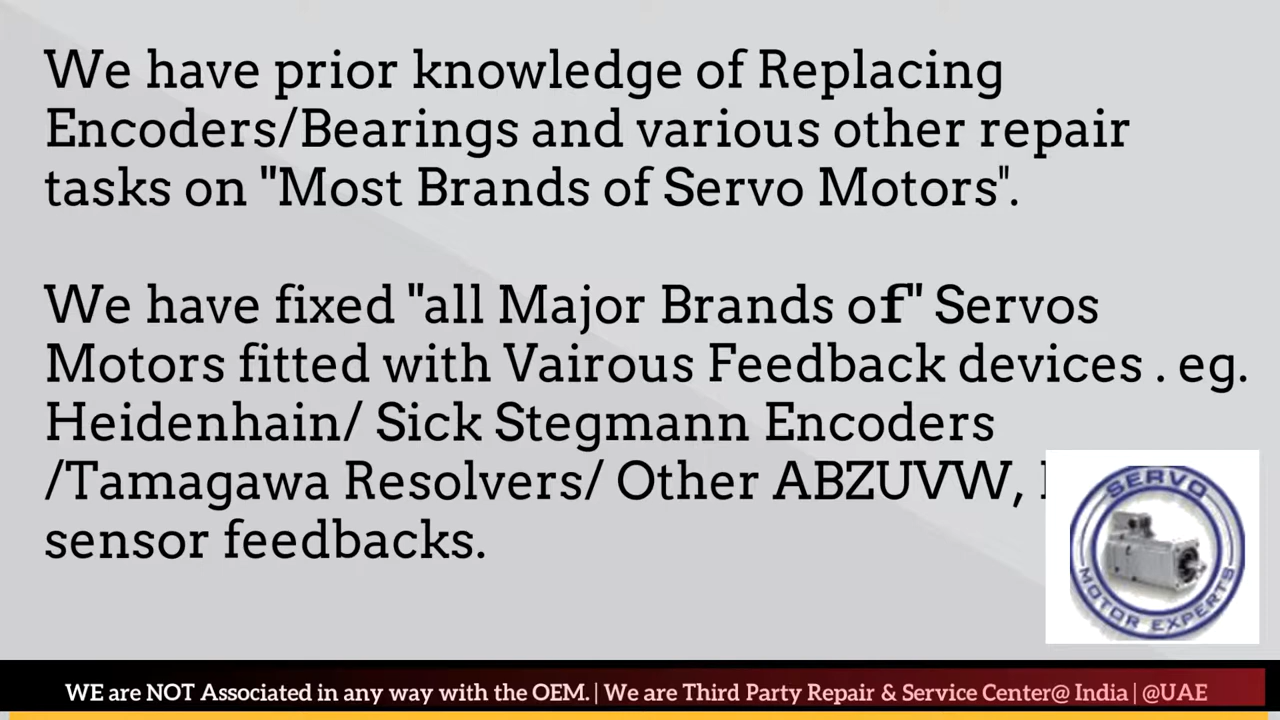 We have prior knowledge of Replacing
Encoders/Bearings and various other repair
tasks on "Most Brands of Servo Motors".
We have fixed "all Major Brands of" Servos
Motors fitted with Vairous Feedback devices . eg.
Heidenhain/ Sick Stegmann Encoders
/Tamagawa Resolvers/ Other ABZUVW,
sensor feedbacks.
SERVO
MOTOR EXPERTS
WE are NOT Associated in any way with the OEM. | We are Third Party Repair & Service Center@ India | @UAE